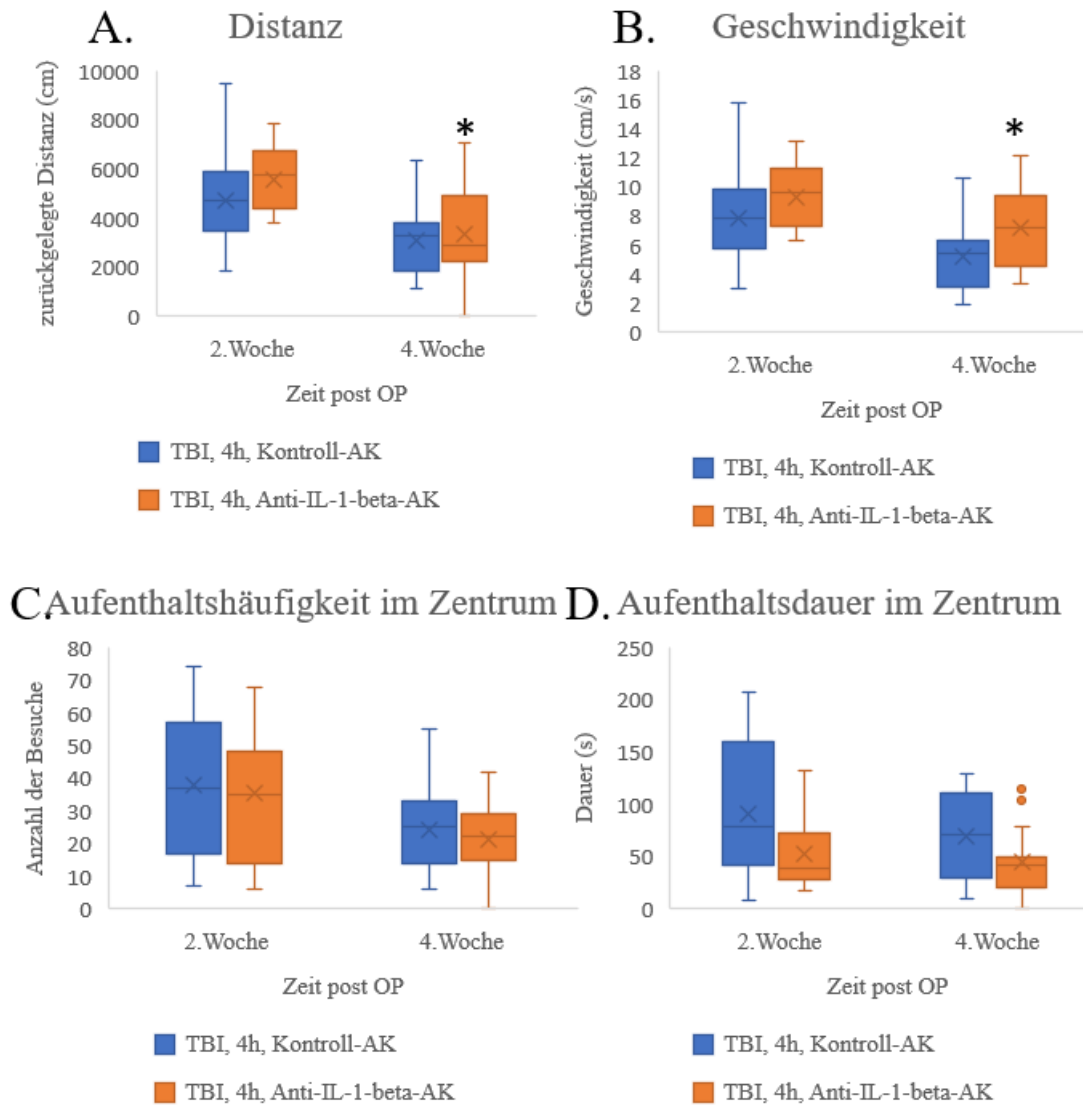 A. Distanz
zurückgelegte Distanz (cm)
10000
8000
6000
4000
2000
0
*
2.Woche 4.Woche
Zeit post OP
TBI, 4h, Kontroll-AK
TBI, 4h, Anti-IL-1-beta-AK
B. Geschwindigkeit
Geschwindigkeit (cm/s)
18
16
14
12
10
8
6
4
2
0
*
2.Woche 4.Woche
Zeit post OP
TBI, 4h, Kontroll-AK
TBI, 4h, Anti-IL-1-beta-AK
C. Aufenthaltshäufigkeit im Zentrum
Anzahl der Besuche
80
70
60
50
40
30
20
10
0
2.Woche 4.Woche
Zeit post OP
TBI, 4h, Kontroll-AK
TBI, 4h, Anti-IL-1-beta-AK
D. Aufenthaltsdauer im Zentrum
Dauer (s)
250
200
150
100
50
0
2.Woche 4.Woche
Zeit post OP
TBI, 4h, Kontroll-AK
TBI, 4h, Anti-IL-1-beta-AK